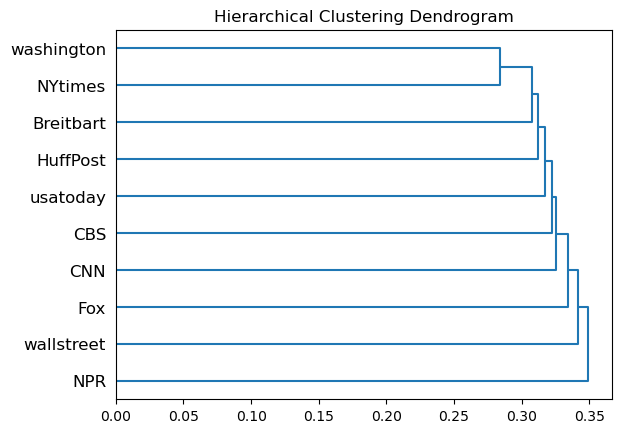 Hierarchical Clustering Dendrogram
washington
NYtimes
Breitbart
HuffPost
usatoday
CBS
CNN
Fox
wallstreet
NPR
0.00 0.05 0.10 0.15 0.20 0.25 0.30 0.35